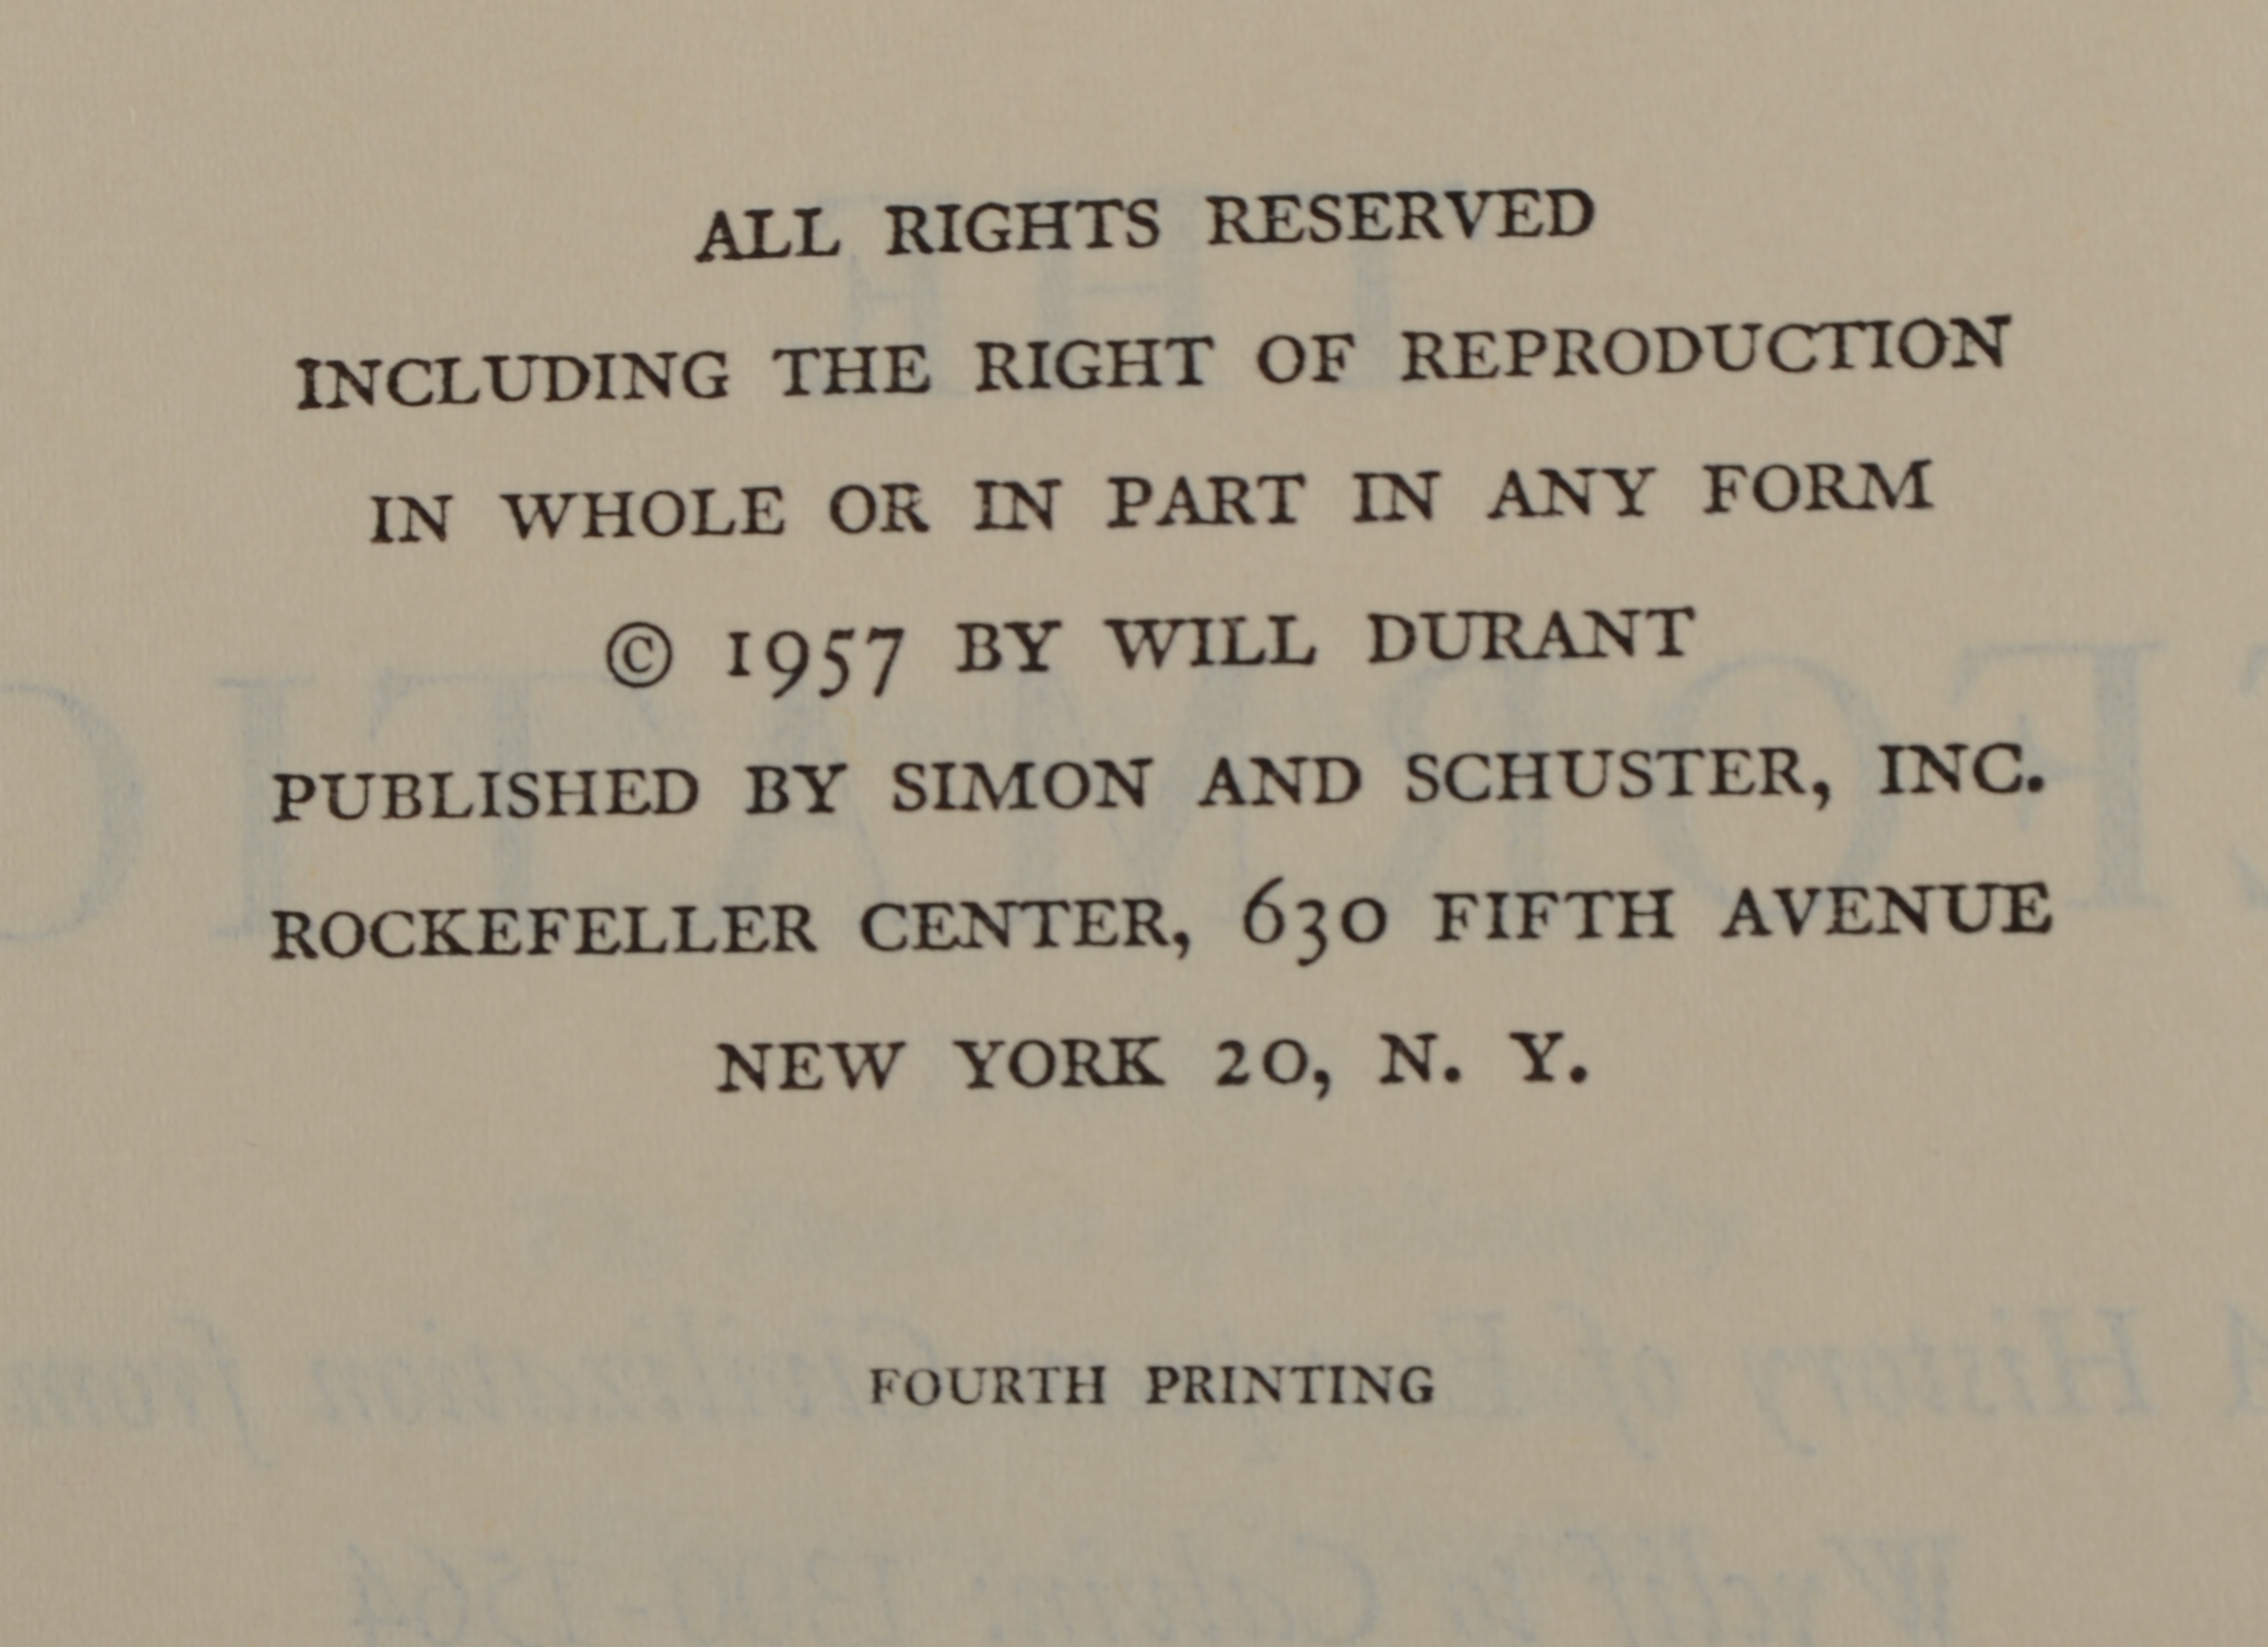 ALL RIGHTS RESERVED
INCLUDING THE RIGHT OF REPRODUCTION
IN WHOLE OR IN PART IN ANY FORM
© 1957 BY WILL DURANT
PUBLISHED BY SIMON AND SCHUSTER, INC.
ROCKEFELLER CENTER, 630 FIFTH AVENUE
NEW YORK 20, N. Y.
FOURTH PRINTING